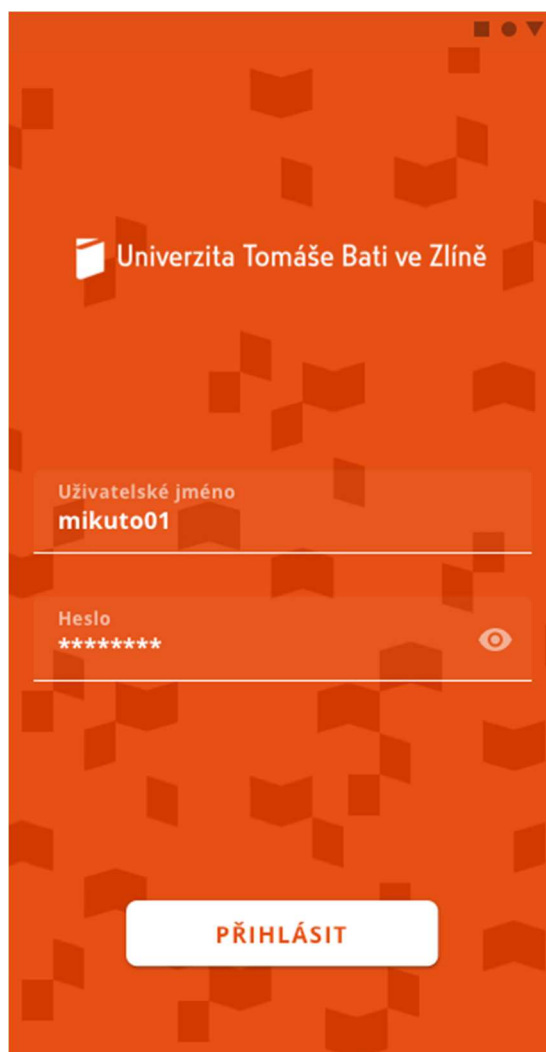 Univerzita Tomáše Bati ve Zlíně
Uživatelské jméno
mikuto01
Heslo
********
PŘIHLÁSIT